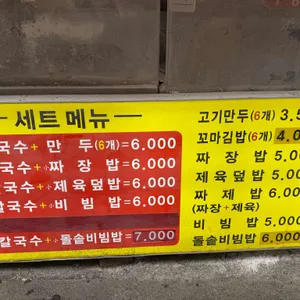 세트메뉴
국수+만 두(6개)=6.000
국수+짜 장 밥=6.000
국수+제육덮밥=6.000
칼국수+비 빔 밥=6.000
칼국수+돌솥비빔밥=7.000
고기만두(6개) 3.5
꼬마김밥(6개) 4.0
짜 장 밥 5.00
제 육 덮 밥 5.00
짜 제 밥 6.00
(짜장+제육)
비 빔 밥 5.00
돌솥비빔밥 6.000